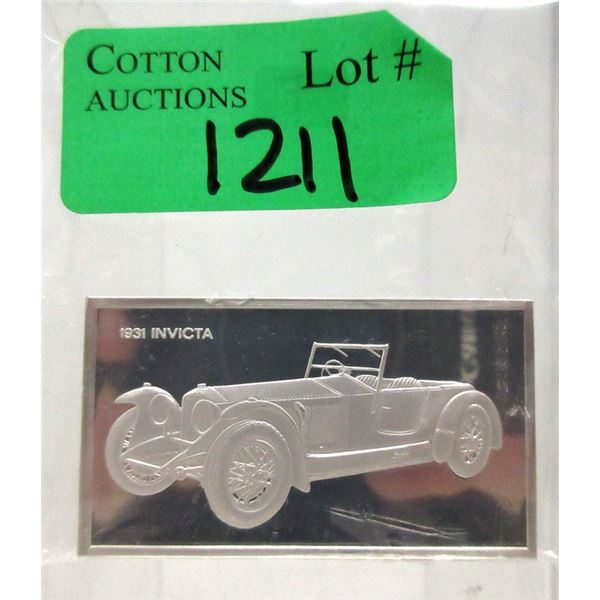 COTTON
AUCTIONS
Lot #
1211
1931 INVICTA